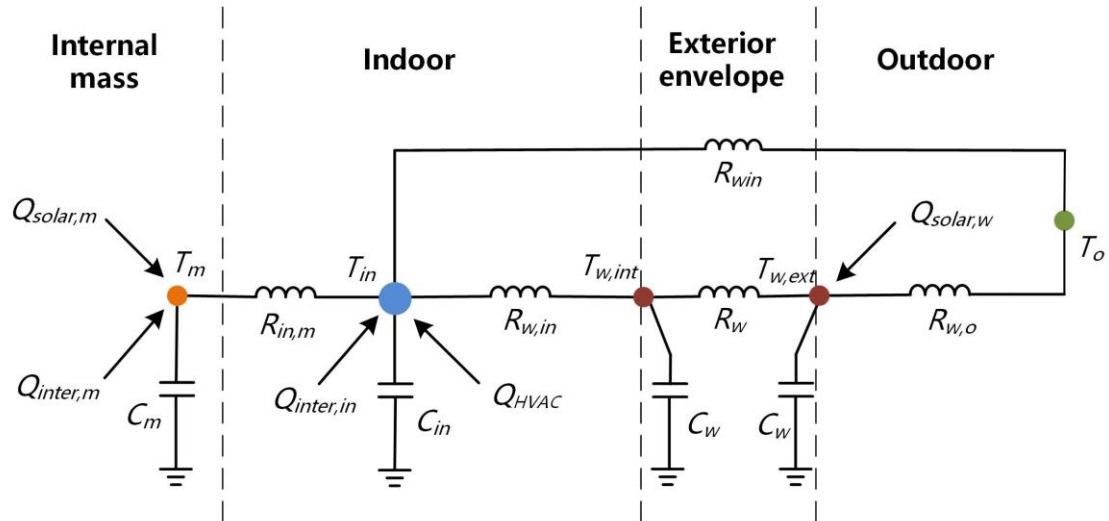 Internal
mass
Indoor
Exterior
envelope
Outdoor
R_win
Q_solar,m
Q_solar,w
T_m
T_in
T_w,int
T_w,ext
T_o
R_in,m
R_w,in
R_w
R_w,o
Q_inter,m
C_m
Q_inter,in
C_in
Q_HVAC
C_w
C_w